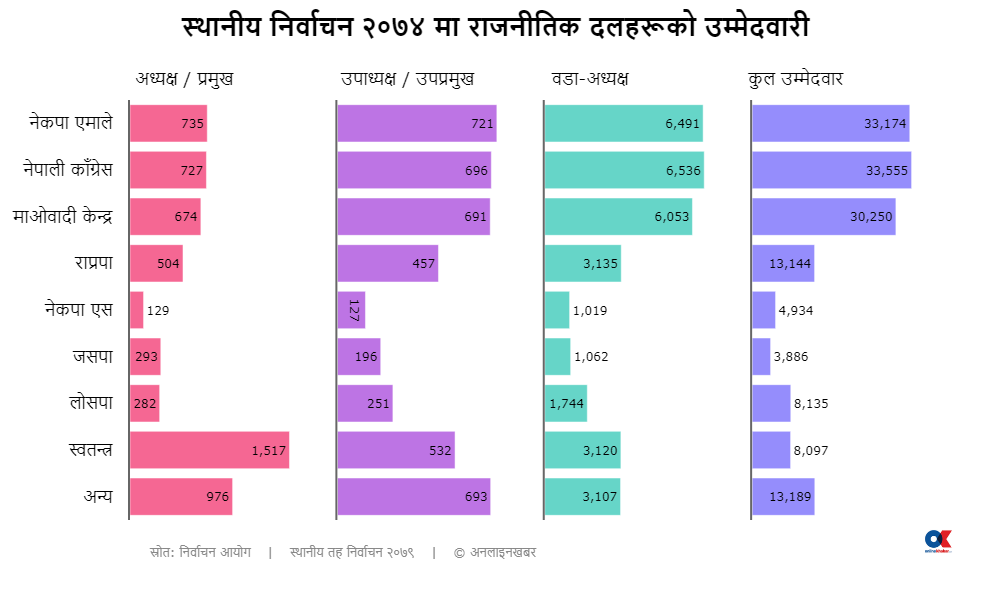 स्थानीय निर्वाचन २०७४ मा राजनीतिक दलहरूको उम्मेदवारी
अध्यक्ष / प्रमुख उपाध्यक्ष / उपप्रमुख वडा-अध्यक्ष कुल उम्मेदवार
नेकपा एमाले 735 721 6,491 33,174
नेपाली काँग्रेस 727 696 6,536 33,555
माओवादी केन्द्र 674 691 6,053 30,250
राप्रपा 504 457 3,135 13,144
नेकपा एस 129 127 1,019 4,934
जसपा 293 196 1,062 3,886
लोसपा 282 251 1,744 8,135
स्वतन्त्र 1,517 532 3,120 8,097
अन्य 976 693 3,107 13,189
स्रोत: निर्वाचन आयोग | स्थानीय तह निर्वाचन २०७९ | © अनलाइनखबर
OK